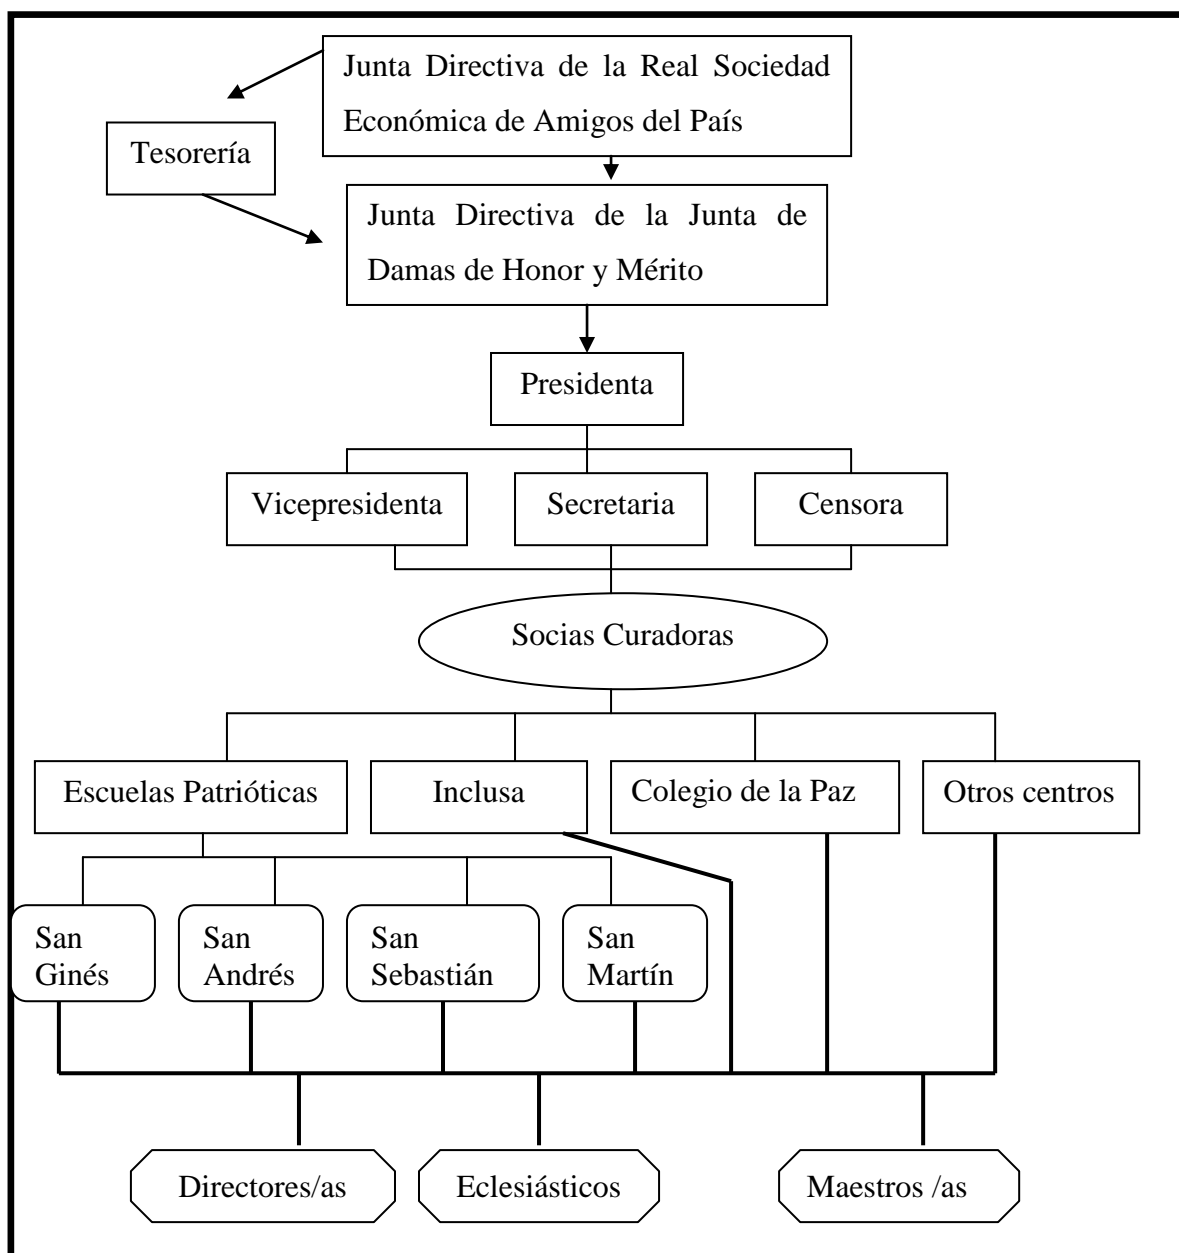 Junta Directiva de la Real Sociedad
Económica de Amigos del País
Tesorería
Junta Directiva de la Junta de
Damas de Honor y Mérito
Presidenta
Vicepresidenta
Secretaria
Censora
Socias Curadoras
Escuelas Patrióticas
Inclusa
Colegio de la Paz
Otros centros
San
Ginés
San
Andrés
San
Sebastián
San
Martín
Directores/as
Eclesiásticos
Maestros /as